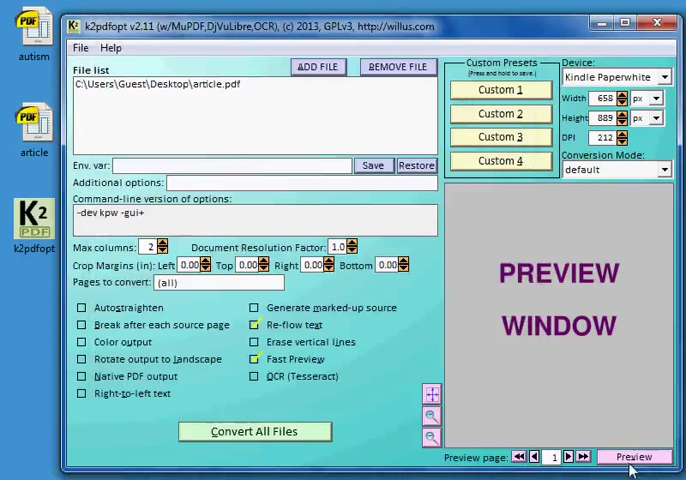 PDF
autism
PDF
article
K2
PDF
k2pdfopt
K2 k2pdfopt v2.11 (w/MuPDF,DjVuLibre,OCR), (c) 2013, GPLv3, http://willus.com
File Help
File list
ADD FILE REMOVE FILE
C:\Users\Guest\Desktop\article.pdf
Custom Presets
(Press and hold to save.)
Custom 1
Custom 2
Custom 3
Custom 4
Device:
Kindle Paperwhite
Width 658 px
Height 889 px
DPI 212
Conversion Mode:
default
Env. var: Save Restore
Additional options:
Command-line version of options:
-dev kpw -gui+
Max columns: 2 Document Resolution Factor: 1.0
Crop Margins (in): Left 0.00 Top 0.00 Right 0.00 Bottom 0.00
Pages to convert: (all)
Autostraighten Generate marked-up source
Break after each source page Re-flow text
Color output Erase vertical lines
Rotate output to landscape Fast Preview
Native PDF output OCR (Tesseract)
Right-to-left text
Convert All Files
PREVIEW
WINDOW
Preview page: 1 Preview